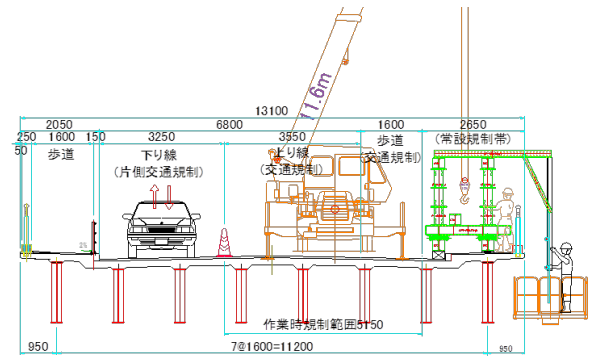 11.6m
13100
2050
6800
1600
2650
250
1600
150
3250
3550
歩道
(常設規制帯)
50
歩道
下り線
上り線
(交通規制)
(片側交通規制)
(交通規制)
作業時規制範囲5150
950
7@1600=11200
950